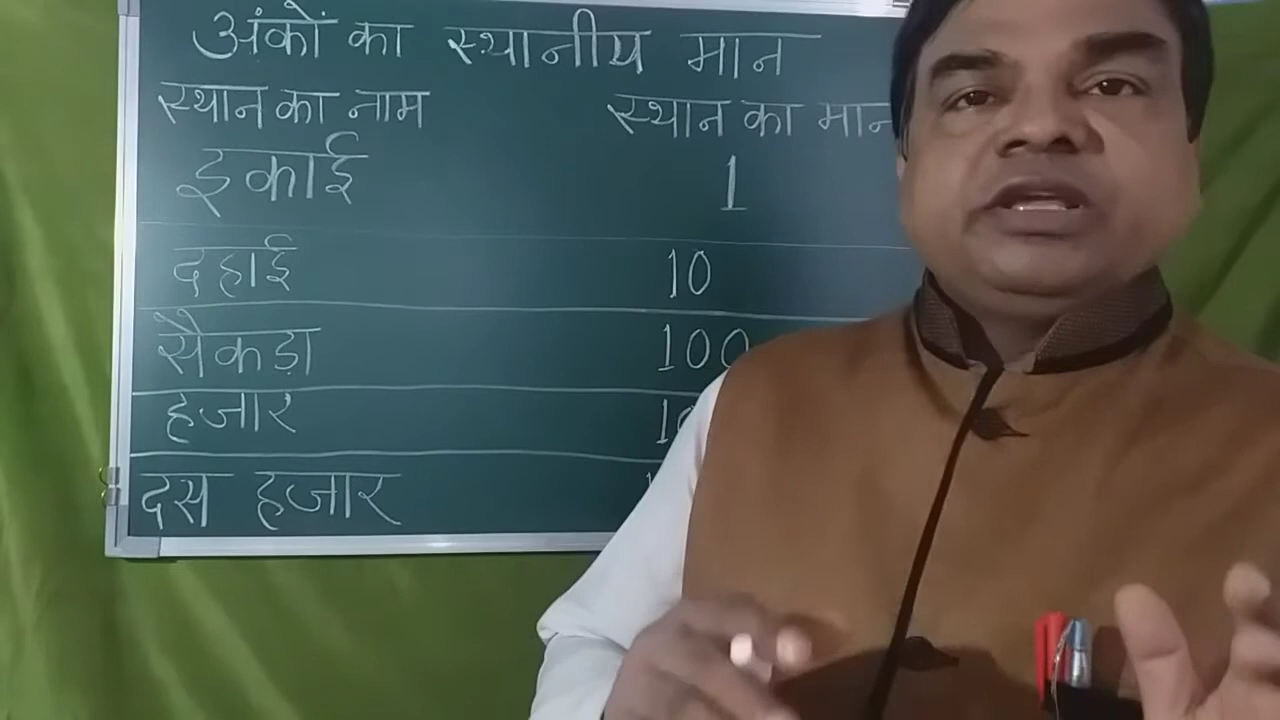 अंकों का स्थानीय मान
स्थान का नाम स्थान का मान
इकाई 1
दहाई 10
सैकड़ा 100
हजार
दस हजार